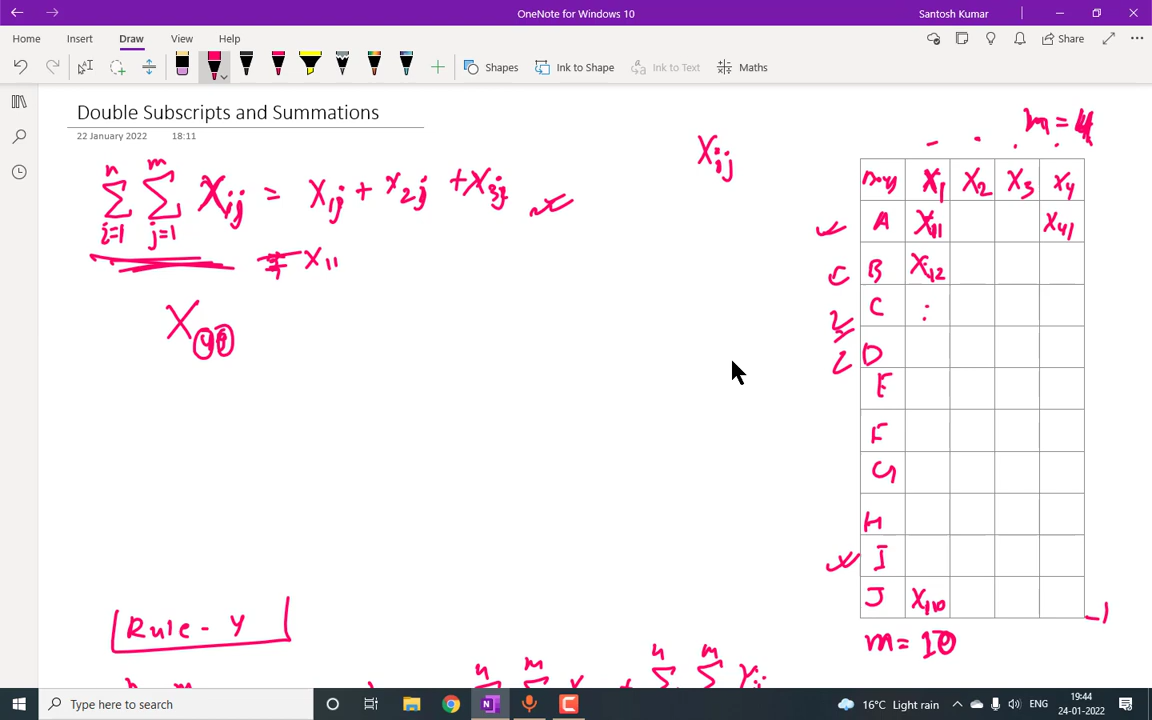 OneNote for Windows 10
Santosh Kumar
Home Insert Draw View Help
Share
Shapes
Ink to Shape
Ink to Text
Maths
Double Subscripts and Summations
22 January 2022 18:11
n m
Σ Σ Xij = X1j + X2j + X3j
i=1 j=1
= X11
Xij
m = 4
X1 X2 X3 X4
A X11 X41
B X12
C :
D
E
F
G
H
I
J X110
m = 10
Rule - 4
n m n m
Type here to search
16°C Light rain
ENG
19:44
24-01-2022